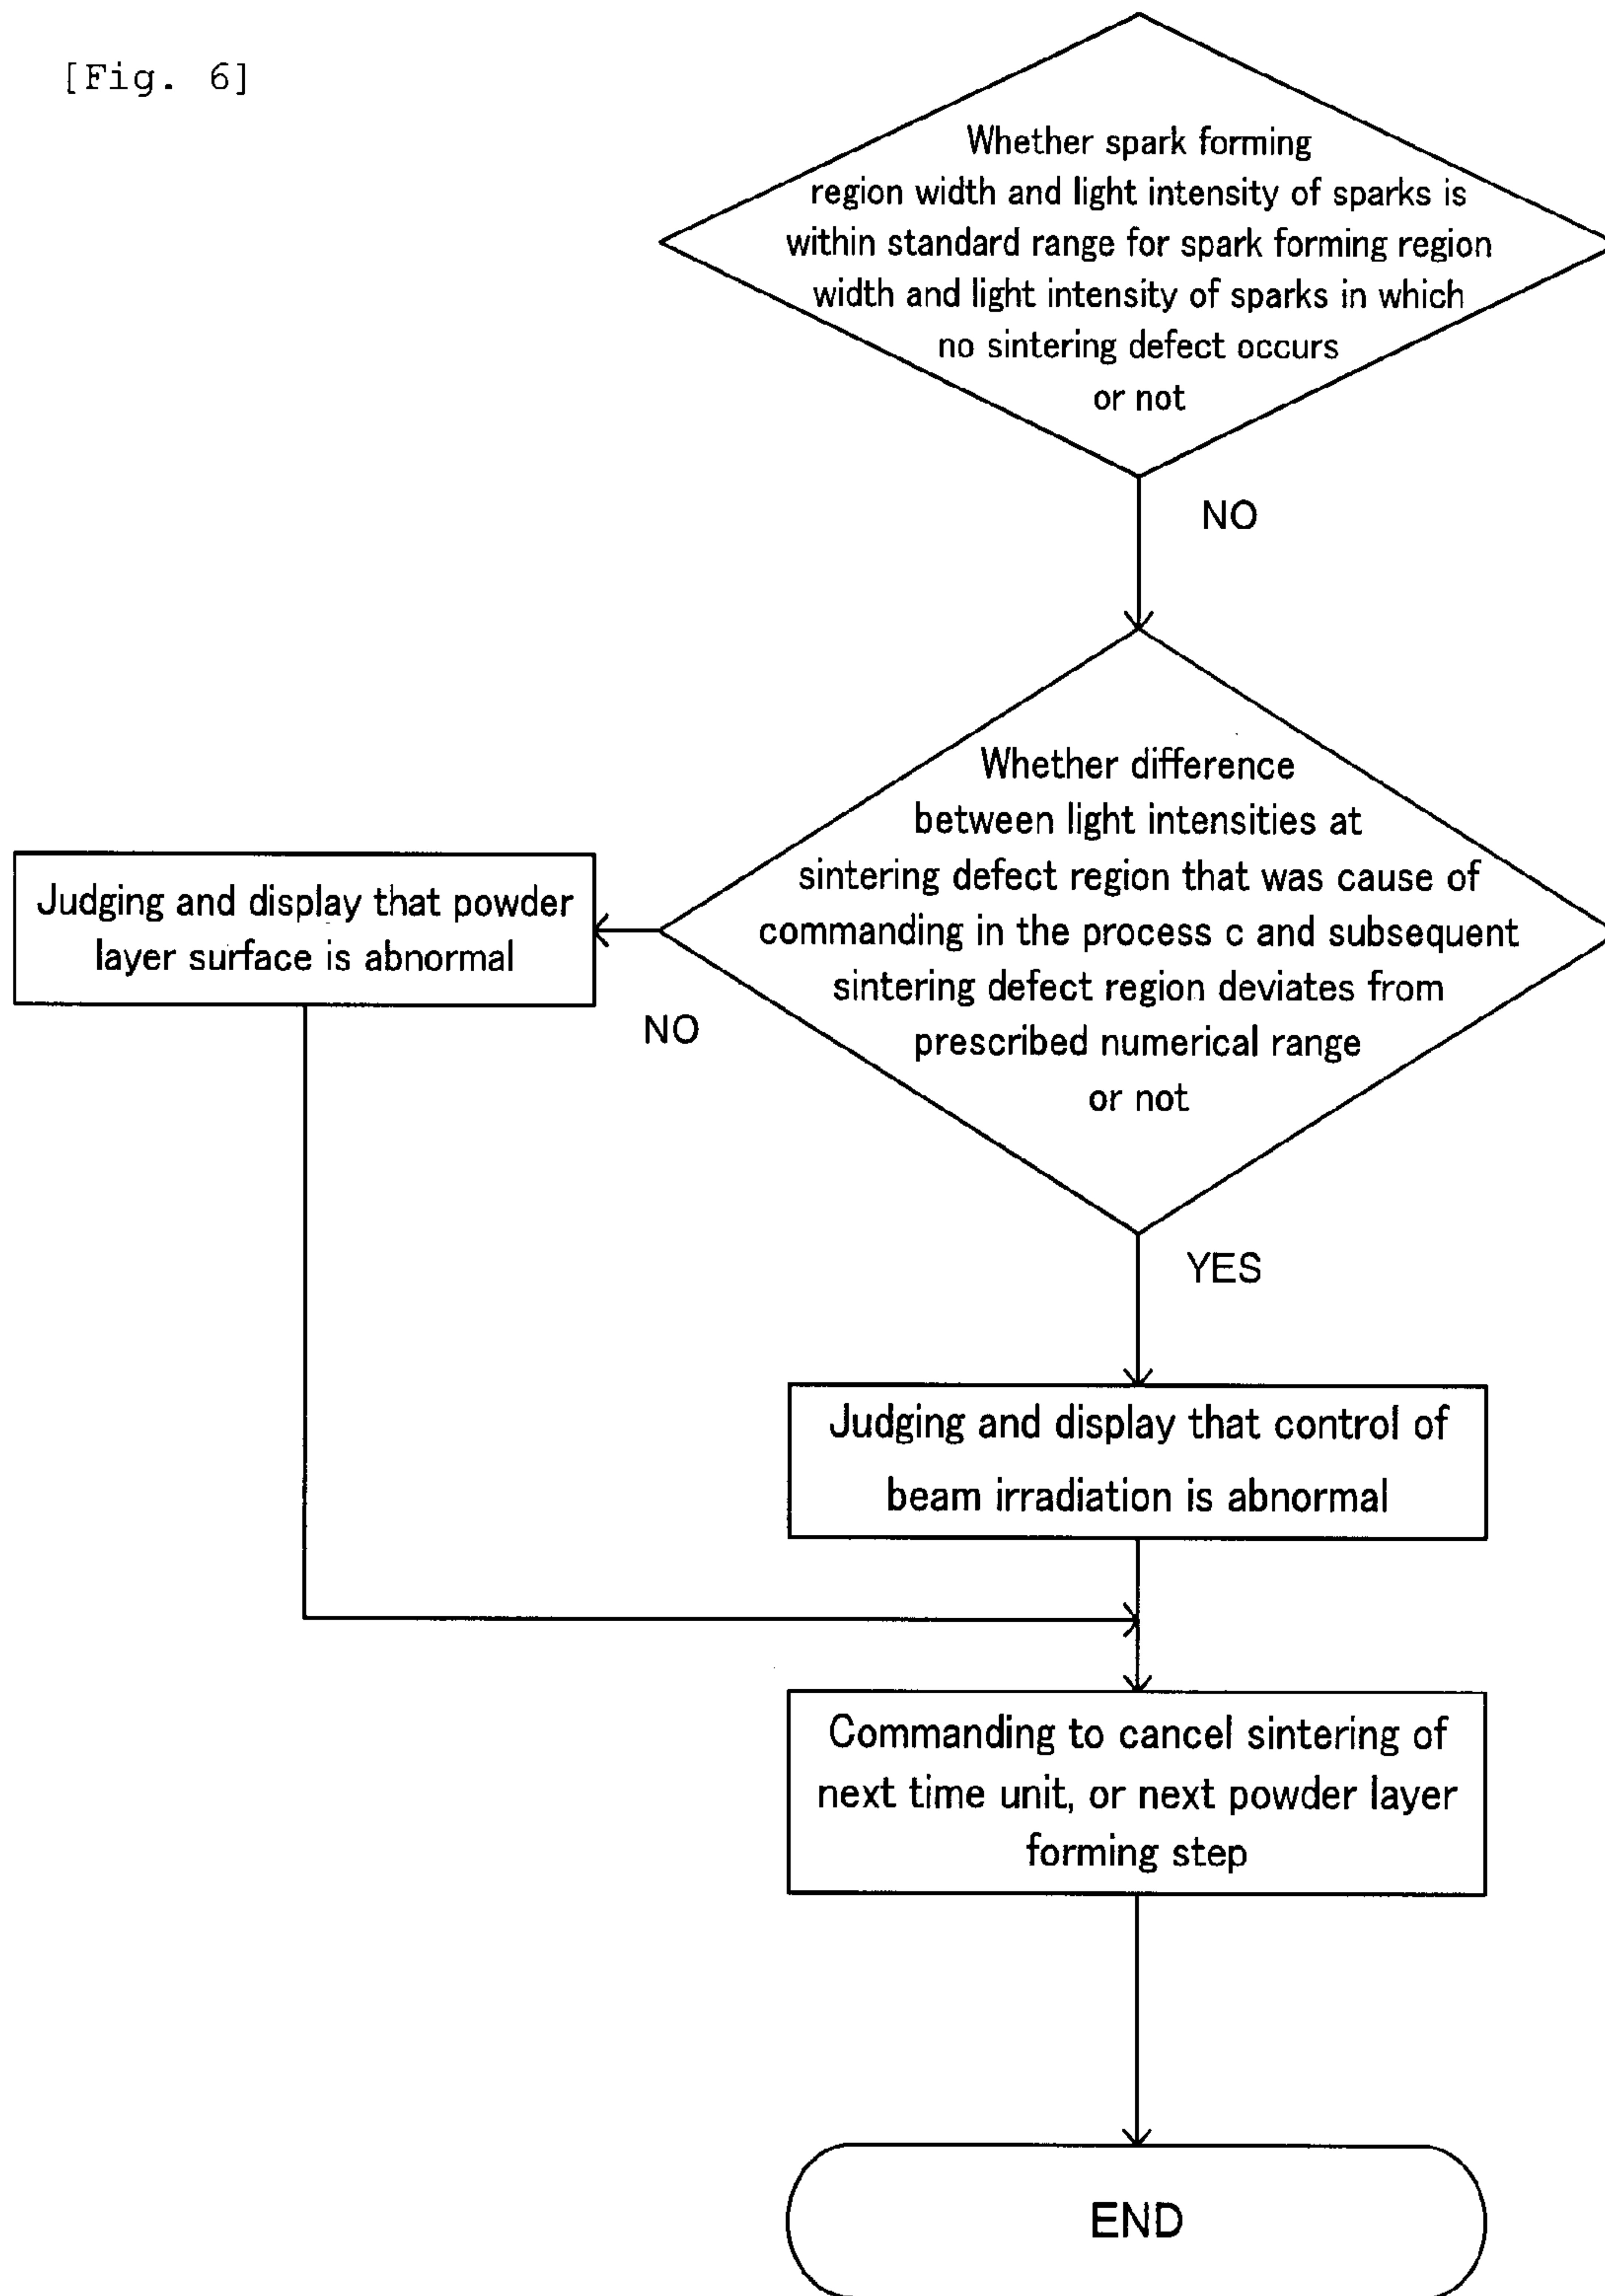 [Fig. 6]
Whether spark forming
region width and light intensity of sparks is
within standard range for spark forming region
width and light intensity of sparks in which
no sintering defect occurs
or not
NO
Whether difference
between light intensities at
sintering defect region that was cause of
commanding in the process c and subsequent
sintering defect region deviates from
prescribed numerical range
or not
Judging and display that powder
layer surface is abnormal
NO
YES
Judging and display that control of
beam irradiation is abnormal
Commanding to cancel sintering of
next time unit, or next powder layer
forming step
END